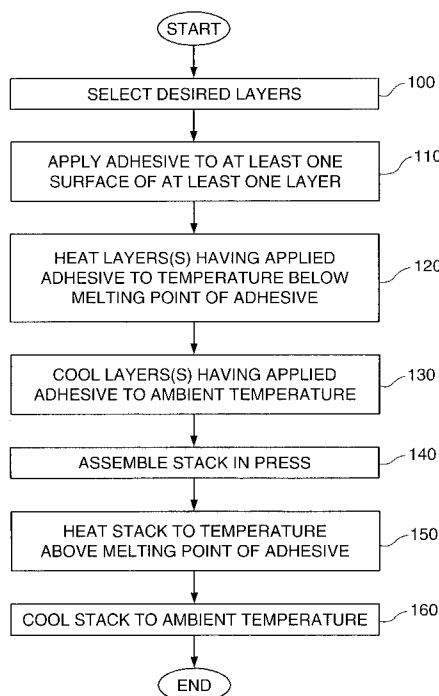 START
SELECT DESIRED LAYERS
100
APPLY ADHESIVE TO AT LEAST ONE
SURFACE OF AT LEAST ONE LAYER
110
HEAT LAYERS(S) HAVING APPLIED
ADHESIVE TO TEMPERATURE BELOW
MELTING POINT OF ADHESIVE
120
COOL LAYERS(S) HAVING APPLIED
ADHESIVE TO AMBIENT TEMPERATURE
130
ASSEMBLE STACK IN PRESS
140
HEAT STACK TO TEMPERATURE
ABOVE MELTING POINT OF ADHESIVE
150
COOL STACK TO AMBIENT TEMPERATURE
160
END